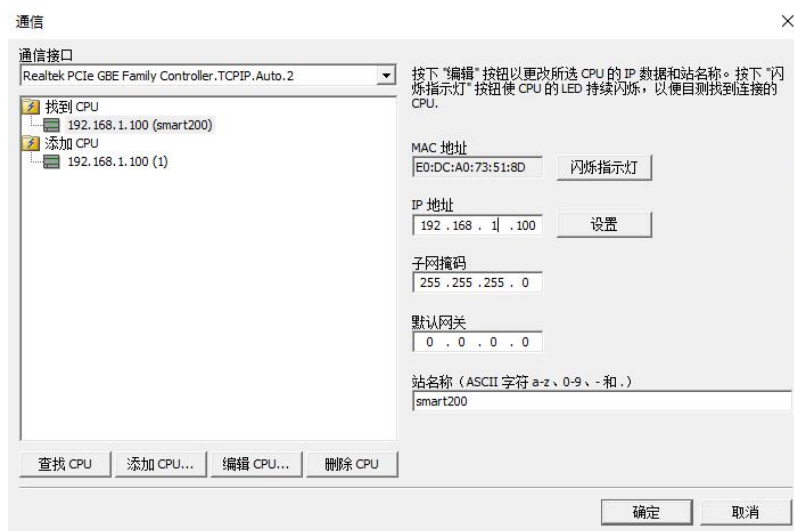 通信
通信接口
Realtek PCIe GBE Family Controller.TCPIP.Auto.2
找到 CPU
192.168.1.100 (smart200)
添加 CPU
192.168.1.100 (1)
查找 CPU
添加 CPU...
编辑 CPU...
删除 CPU
按下 "编辑" 按钮以更改所选 CPU 的 IP 数据和站名称。按下 "闪
烁指示灯" 按钮使 CPU 的 LED 持续闪烁，以便目测找到连接的
CPU.
MAC 地址
E0:DC:A0:73:51:8D
闪烁指示灯
IP 地址
192 . 168 . 1 . 100
设置
子网掩码
255 . 255 . 255 . 0
默认网关
0 . 0 . 0 . 0
站名称（ASCII 字符 a-z、0-9、- 和 .）
smart200
确定
取消